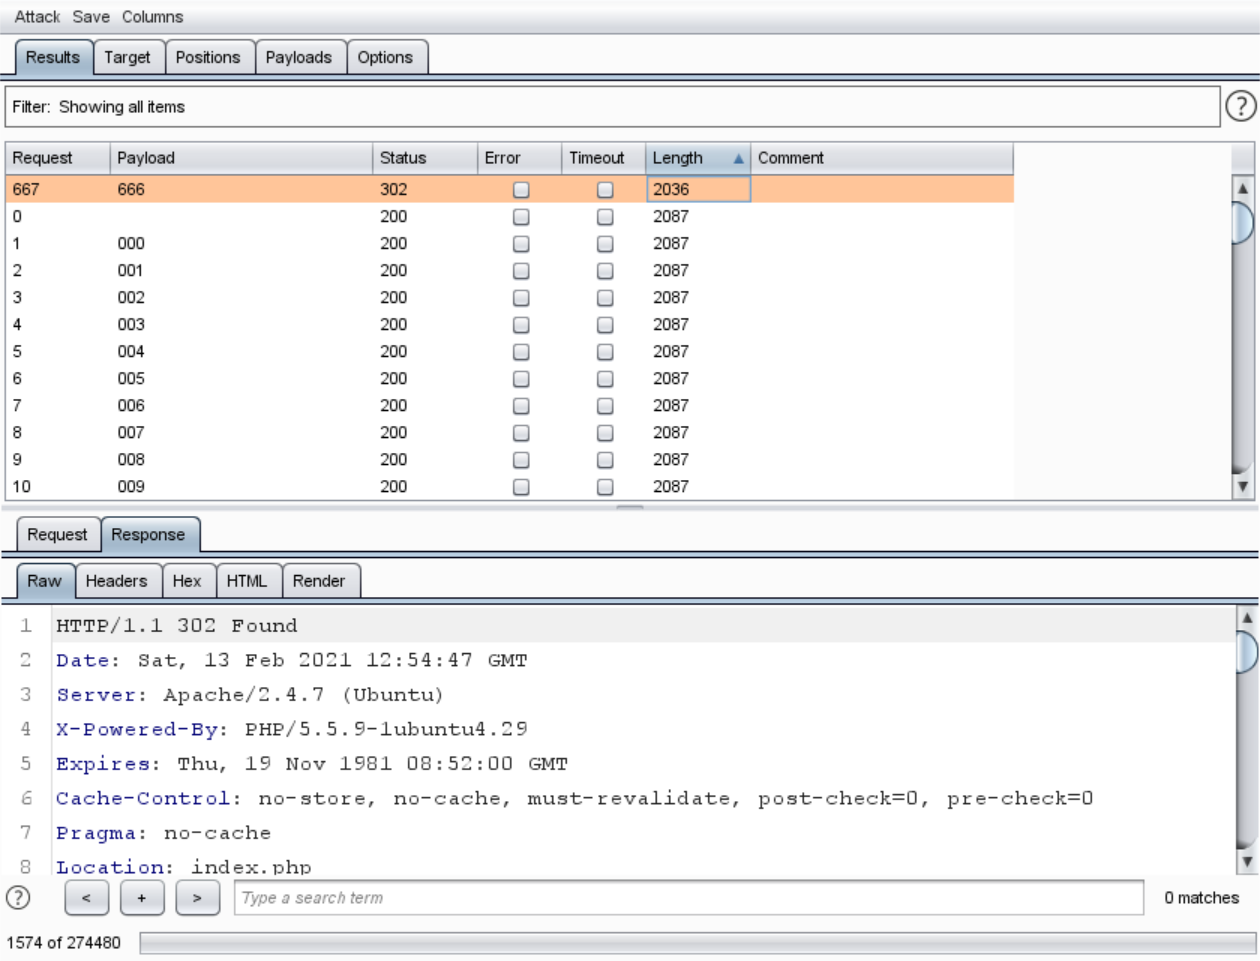 Attack Save Columns
Results Target Positions Payloads Options
Filter: Showing all items
Request Payload Status Error Timeout Length Comment
667 666 302 2036
0 200 2087
1 000 200 2087
2 001 200 2087
3 002 200 2087
4 003 200 2087
5 004 200 2087
6 005 200 2087
7 006 200 2087
8 007 200 2087
9 008 200 2087
10 009 200 2087
Request Response
Raw Headers Hex HTML Render
1 HTTP/1.1 302 Found
2 Date: Sat, 13 Feb 2021 12:54:47 GMT
3 Server: Apache/2.4.7 (Ubuntu)
4 X-Powered-By: PHP/5.5.9-1ubuntu4.29
5 Expires: Thu, 19 Nov 1981 08:52:00 GMT
6 Cache-Control: no-store, no-cache, must-revalidate, post-check=0, pre-check=0
7 Pragma: no-cache
8 Location: index.php
? < + > Type a search term 0 matches
1574 of 274480